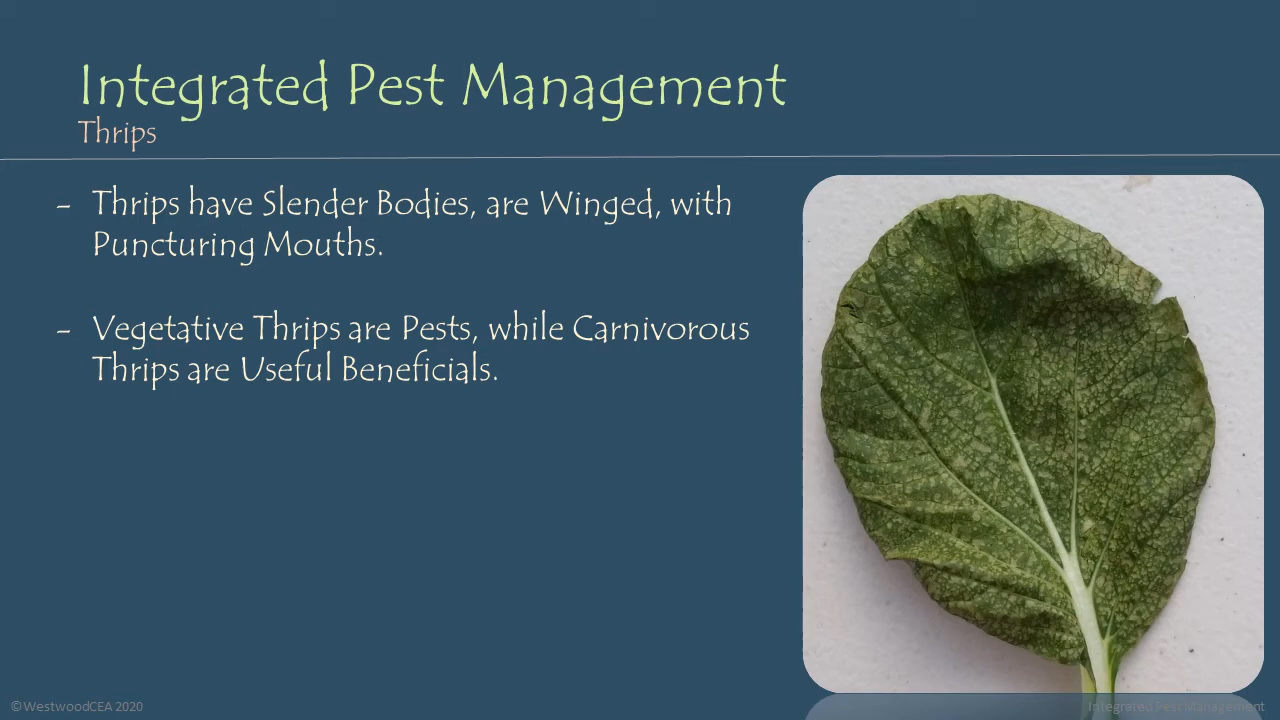 Integrated Pest Management
Thrips
- Thrips have Slender Bodies, are Winged, with
Puncturing Mouths.
- Vegetative Thrips are Pests, while Carnivorous
Thrips are Useful Beneficials.
©WestwoodCEA 2020
Integrated Pest Management